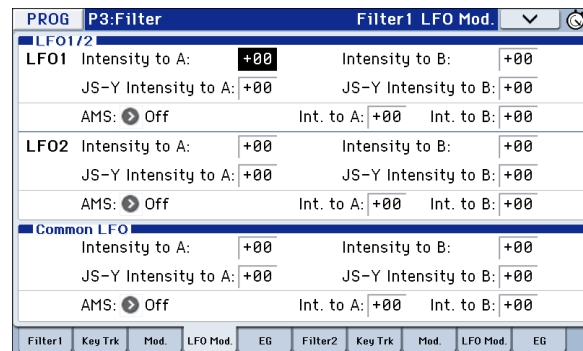 PROG P3:Filter Filter1 LFO Mod.
LFO1/2
LFO1 Intensity to A: +00 Intensity to B: +00
JS-Y Intensity to A: +00 JS-Y Intensity to B: +00
AMS: Off Int. to A: +00 Int. to B: +00
LFO2 Intensity to A: +00 Intensity to B: +00
JS-Y Intensity to A: +00 JS-Y Intensity to B: +00
AMS: Off Int. to A: +00 Int. to B: +00
Common LFO
Intensity to A: +00 Intensity to B: +00
JS-Y Intensity to A: +00 JS-Y Intensity to B: +00
AMS: Off Int. to A: +00 Int. to B: +00
Filter1 Key Trk Mod. LFO Mod. EG Filter2 Key Trk Mod. LFO Mod. EG